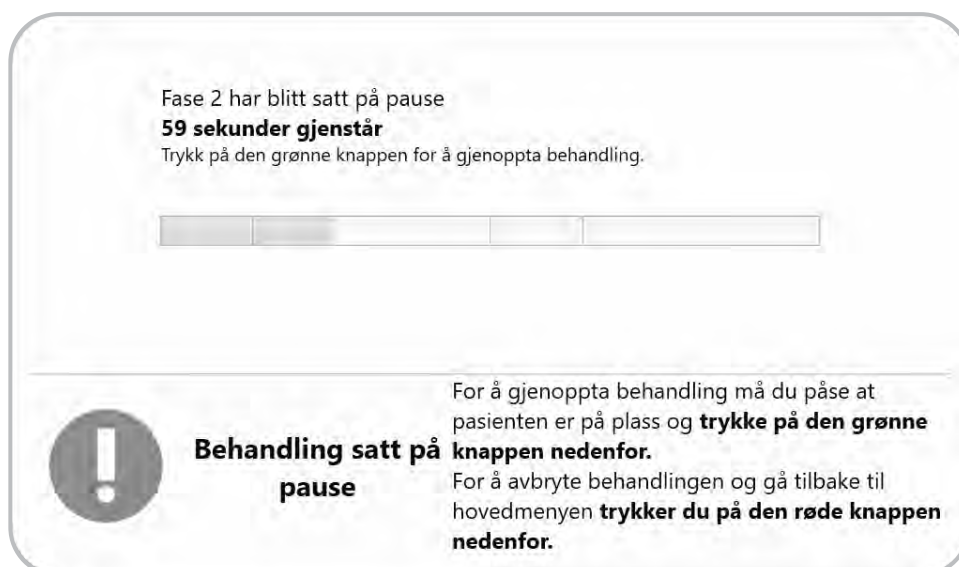 Fase 2 har blitt satt på pause
59 sekunder gjenstår
Trykk på den grønne knappen for å gjenoppta behandling.
Behandling satt på
pause
For å gjenoppta behandling må du påse at
pasienten er på plass og trykke på den grønne
knappen nedenfor.
For å avbryte behandlingen og gå tilbake til
hovedmenyen trykker du på den røde knappen
nedenfor.